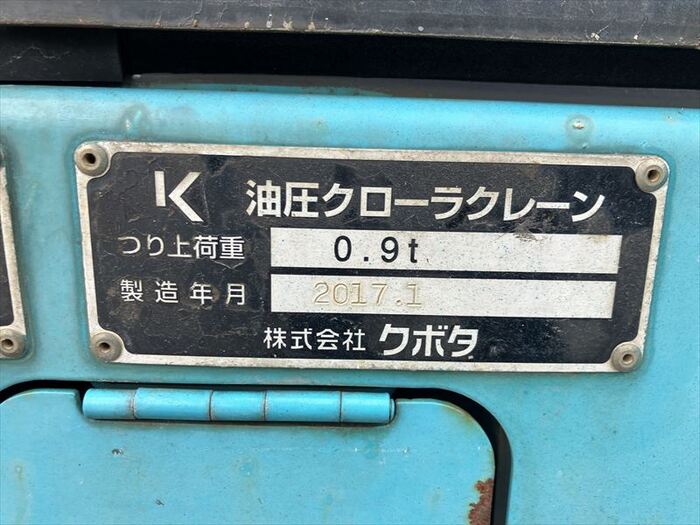 K 油圧クローラクレーン
つり上荷重 0.9t
製造年月 2017.1
株式会社 クボタ